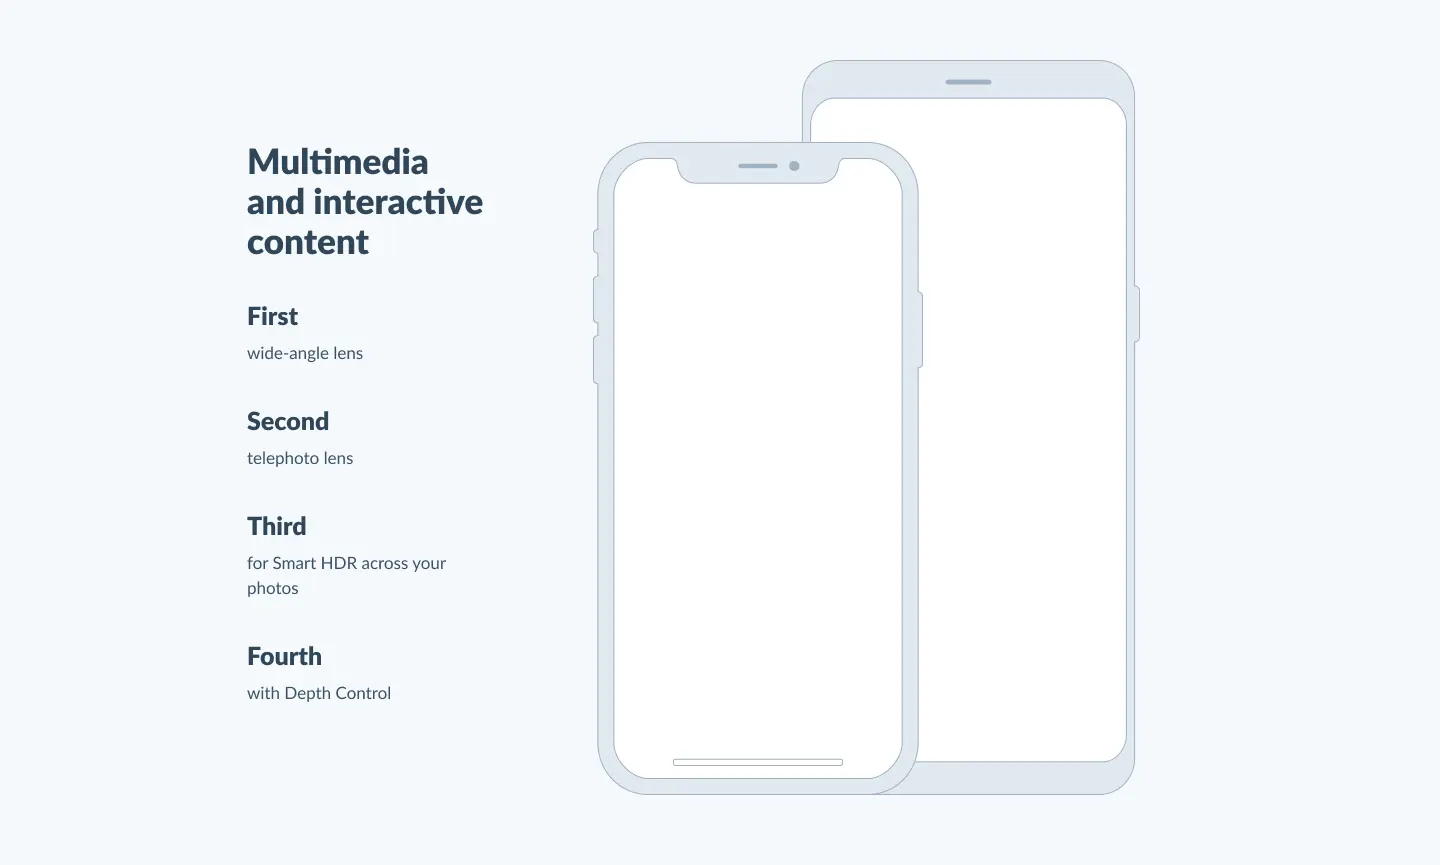 Multimedia
and interactive
content
First
wide-angle lens
Second
telephoto lens
Third
for Smart HDR across your
photos
Fourth
with Depth Control